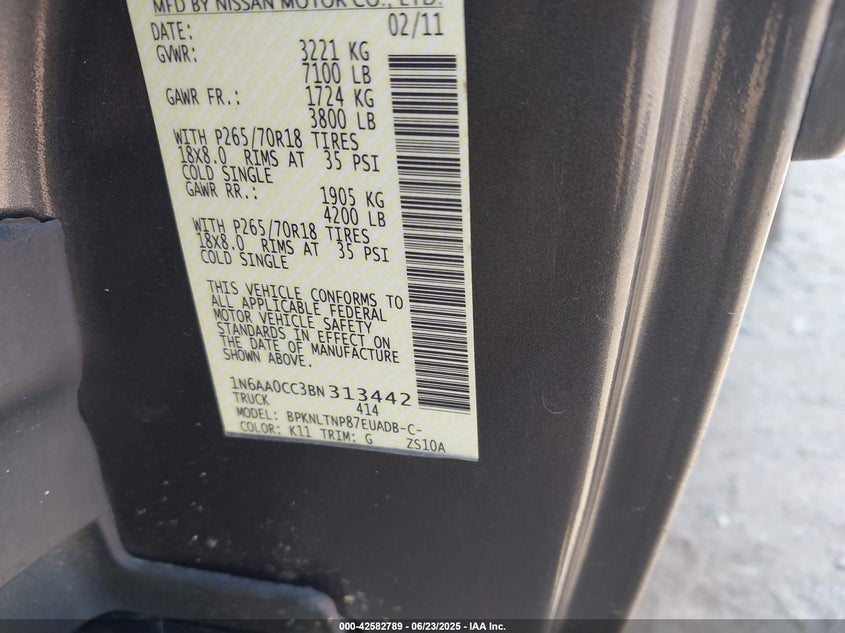 MFD BY NISSAN MOTOR CO., LTD.
DATE: 02/11
GVWR: 3221 KG
7100 LB
GAWR FR.: 1724 KG
3800 LB
WITH P265/70R18 TIRES
18X8.0 RIMS AT 35 PSI
COLD SINGLE
GAWR RR.: 1905 KG
4200 LB
WITH P265/70R18 TIRES
18X8.0 RIMS AT 35 PSI
COLD SINGLE
THIS VEHICLE CONFORMS TO
ALL APPLICABLE FEDERAL
MOTOR VEHICLE SAFETY
STANDARDS IN EFFECT ON
THE DATE OF MANUFACTURE
SHOWN ABOVE.
1N6AA0CC3BN313442
TRUCK 414
MODEL: BPKNLTNP87EUADB-C-
COLOR: K11 TRIM: G ZS10A
000-42582789 - 06/23/2025 - IAA Inc.